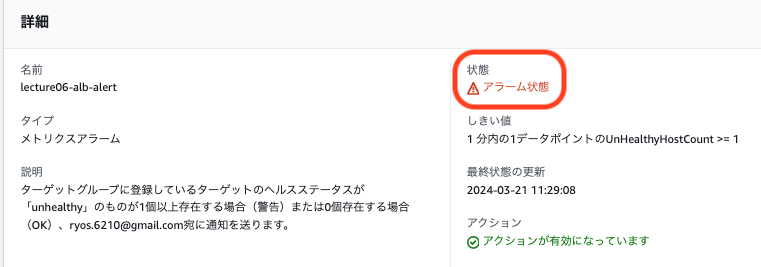 詳細
名前
lecture06-alb-alert
タイプ
メトリクスアラーム
説明
ターゲットグループに登録しているターゲットのヘルスステータスが
「unhealthy」のものが1個以上存在する場合（警告）または0個存在する場合
（OK）、ryos.6210@gmail.com宛に通知を送ります。
状態
アラーム状態
しきい値
1 分内の1データポイントのUnHealthyHostCount >= 1
最終状態の更新
2024-03-21 11:29:08
アクション
アクションが有効になっています